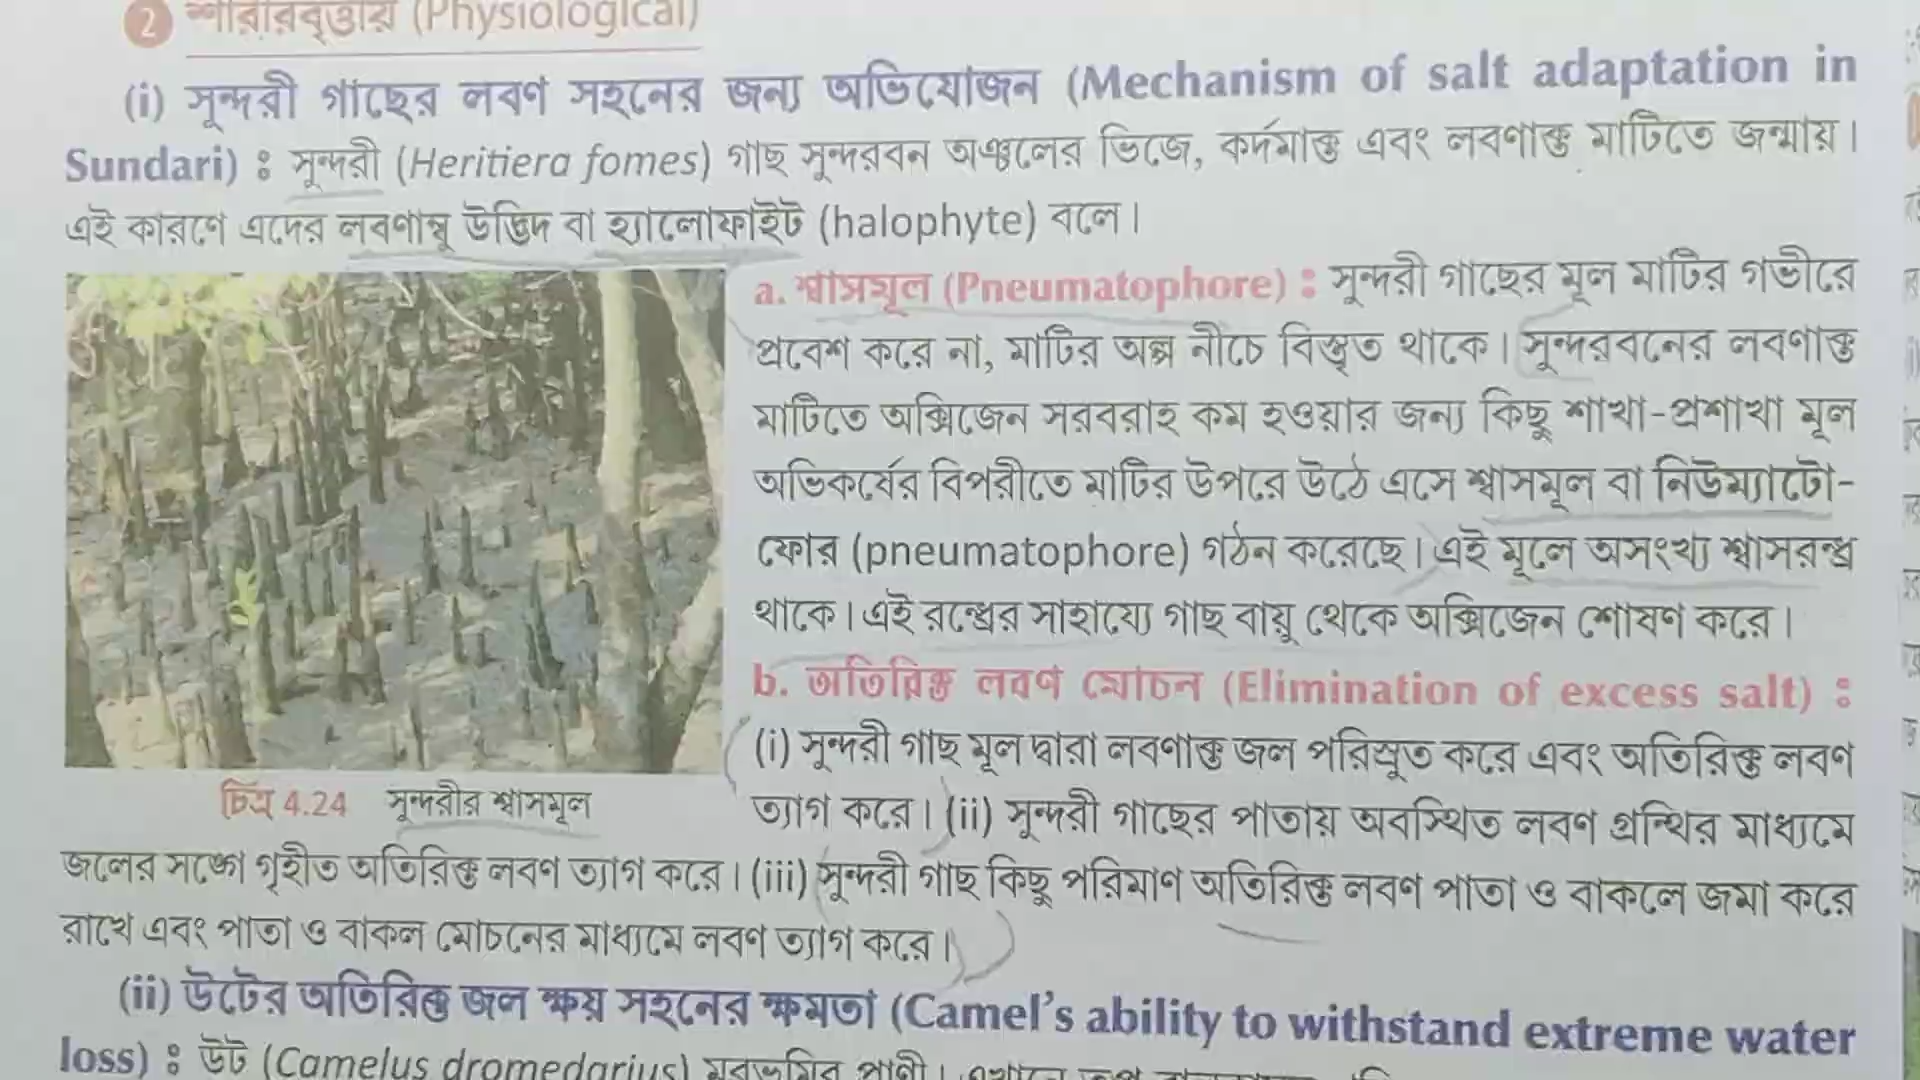 2 শারীরবৃত্তীয় (Physiological)
(i) সুন্দরী গাছের লবণ সহনের জন্য অভিযোজন (Mechanism of salt adaptation in
Sundari) : সুন্দরী (Heritiera fomes) গাছ সুন্দরবন অঞ্চলের ভিজে, কর্দমাক্ত এবং লবণাক্ত মাটিতে জন্মায়।
এই কারণে এদের লবণাম্বু উদ্ভিদ বা হ্যালোফাইট (halophyte) বলে।
a. শ্বাসমূল (Pneumatophore) : সুন্দরী গাছের মূল মাটির গভীরে
প্রবেশ করে না, মাটির অল্প নীচে বিস্তৃত থাকে। সুন্দরবনের লবণাক্ত
মাটিতে অক্সিজেন সরবরাহ কম হওয়ার জন্য কিছু শাখা-প্রশাখা মূল
অভিকর্ষের বিপরীতে মাটির উপরে উঠে এসে শ্বাসমূল বা নিউম্যাটো-
ফোর (pneumatophore) গঠন করেছে। এই মূলে অসংখ্য শ্বাসরন্ধ্র
থাকে। এই রন্ধ্রের সাহায্যে গাছ বায়ু থেকে অক্সিজেন শোষণ করে।
b. অতিরিক্ত লবণ মোচন (Elimination of excess salt) :
(i) সুন্দরী গাছ মূল দ্বারা লবণাক্ত জল পরিস্রুত করে এবং অতিরিক্ত লবণ
ত্যাগ করে। (ii) সুন্দরী গাছের পাতায় অবস্থিত লবণ গ্রন্থির মাধ্যমে
চিত্র 4.24 সুন্দরীর শ্বাসমূল
জলের সঙ্গে গৃহীত অতিরিক্ত লবণ ত্যাগ করে। (iii) সুন্দরী গাছ কিছু পরিমাণ অতিরিক্ত লবণ পাতা ও বাকলে জমা করে
রাখে এবং পাতা ও বাকল মোচনের মাধ্যমে লবণ ত্যাগ করে।
(ii) উটের অতিরিক্ত জল ক্ষয় সহনের ক্ষমতা (Camel's ability to withstand extreme water
loss) : উট (Camelus dromedarius) মরুভূমির প্রাণী। এখানে